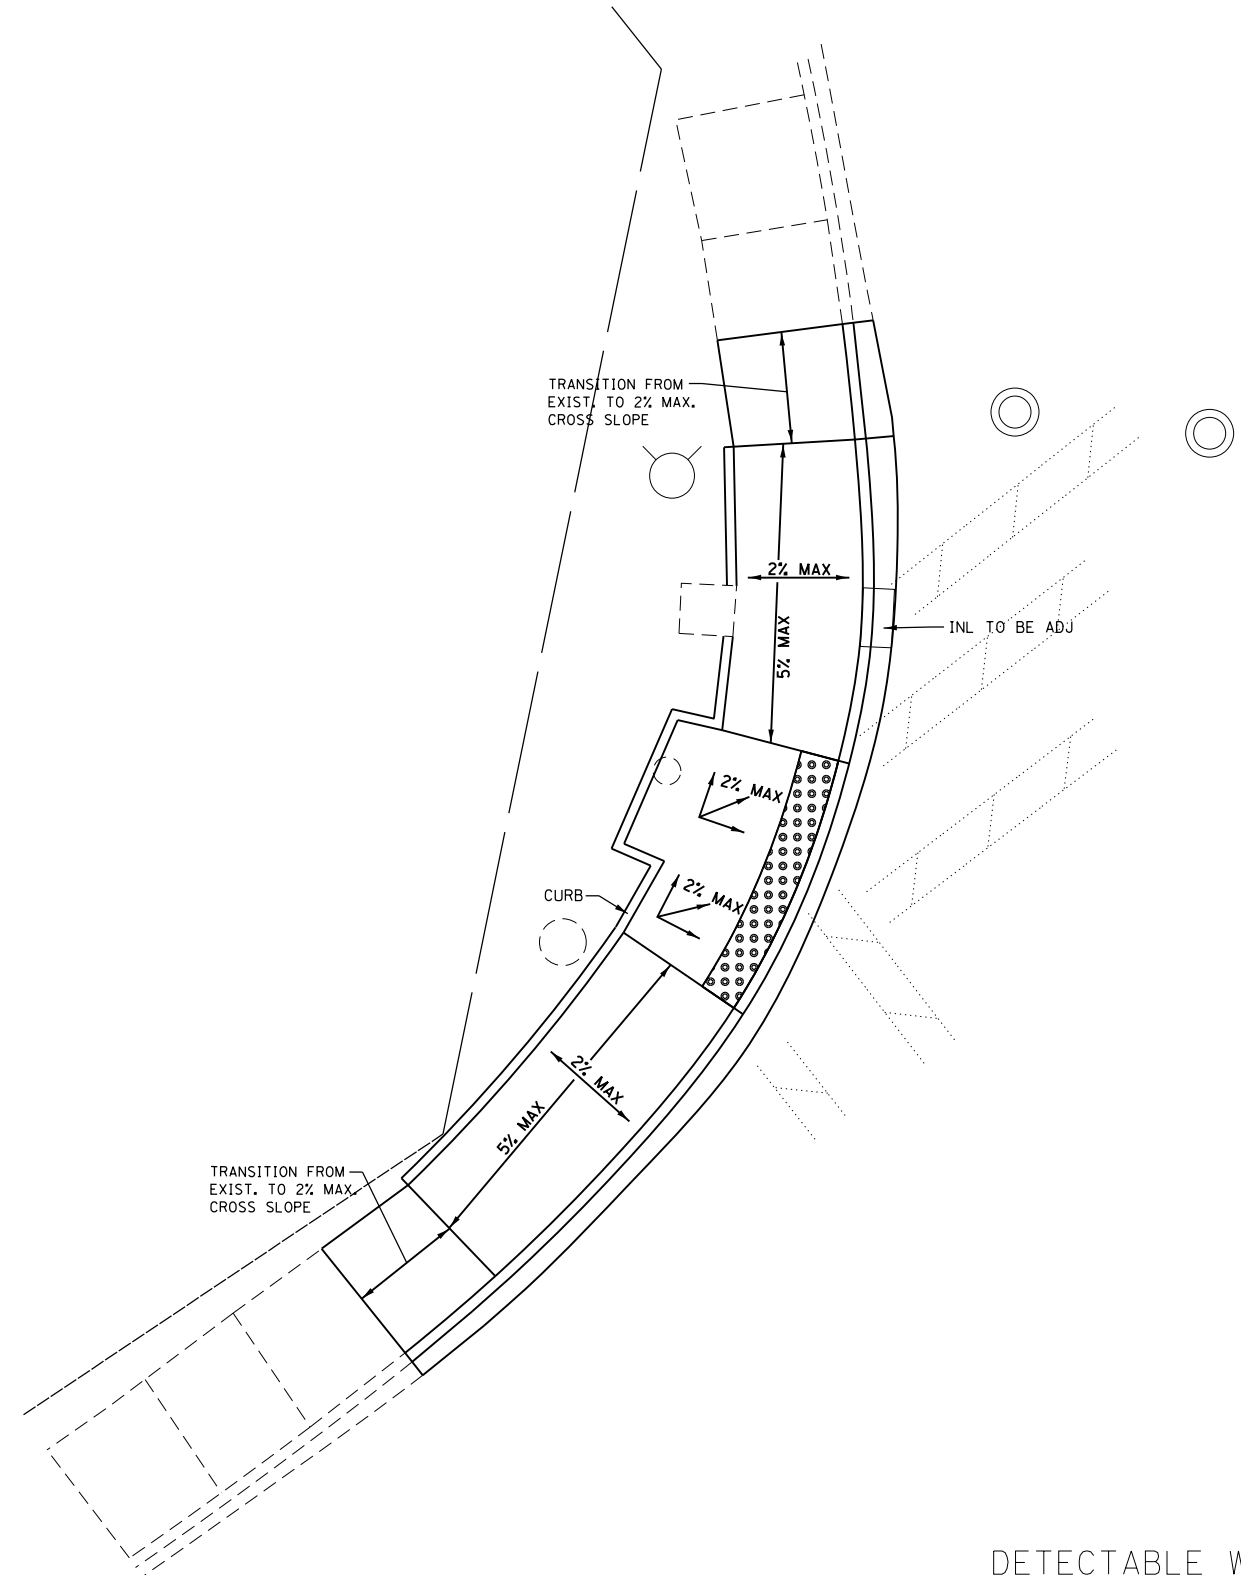 TRANSITION FROM
EXIST. TO 2% MAX.
CROSS SLOPE
2% MAX
INL TO BE ADJ
5% MAX
2% MAX
2% MAX
CURB
2% MAX
5% MAX
TRANSITION FROM
EXIST. TO 2% MAX.
CROSS SLOPE
DETECTABLE